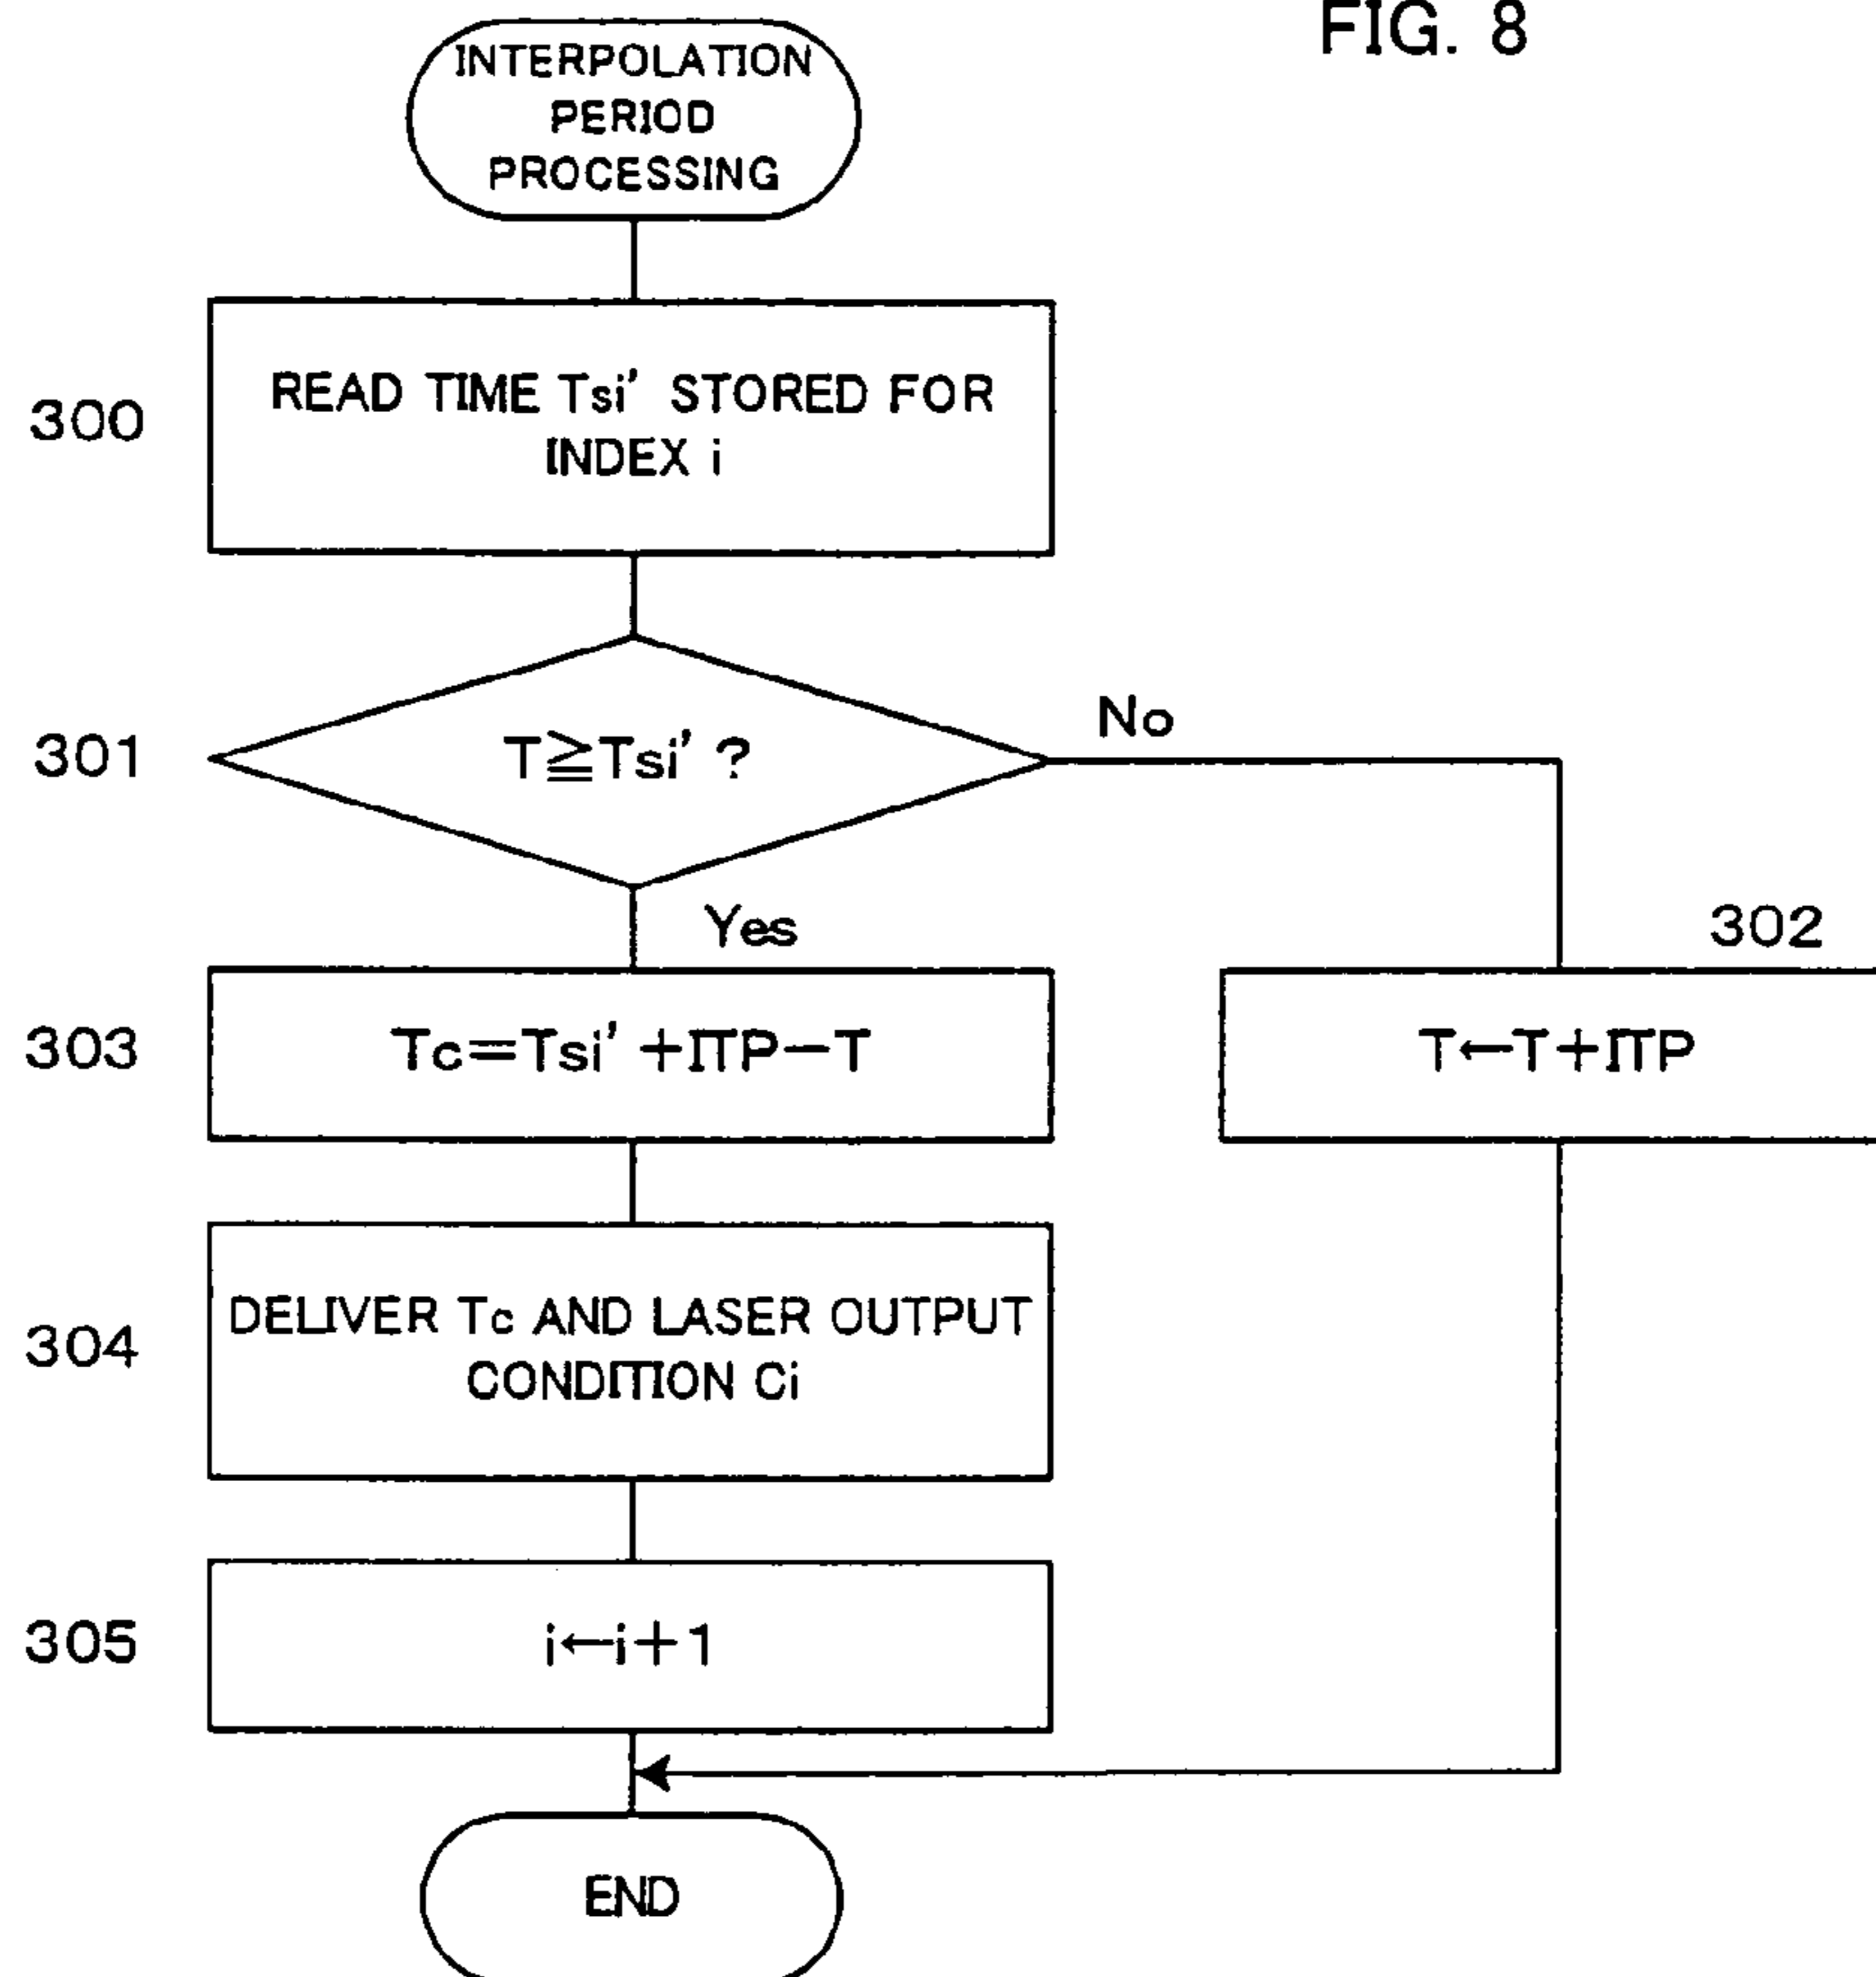 FIG. 8
INTERPOLATION
PERIOD
PROCESSING
300
READ TIME Tsi' STORED FOR
INDEX i
301
T≧Tsi' ?
No
Yes
302
303
Tc=Tsi' +ITP−T
T←T+ITP
304
DELIVER Tc AND LASER OUTPUT
CONDITION Ci
305
i←i+1
END